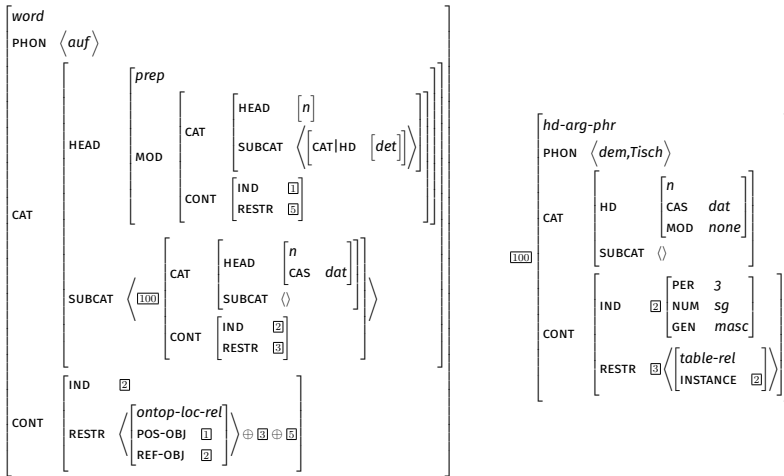 word
PHON ⟨auf⟩
CAT
HEAD
prep
MOD
CAT
HEAD [n]
SUBCAT ⟨[CAT|HD [det]]⟩
CONT
IND 1
RESTR 5
SUBCAT ⟨ 100
CAT
HEAD
n
CAS dat
SUBCAT ⟨⟩
CONT
IND 2
RESTR 3
⟩
CONT
IND 2
RESTR ⟨
ontop-loc-rel
POS-OBJ 1
REF-OBJ 2
⟩ ⊕ 3 ⊕ 5
100
hd-arg-phr
PHON ⟨dem,Tisch⟩
CAT
HD
n
CAS dat
MOD none
SUBCAT ⟨⟩
CONT
IND 2
PER 3
NUM sg
GEN masc
RESTR 3 ⟨
table-rel
INSTANCE 2
⟩